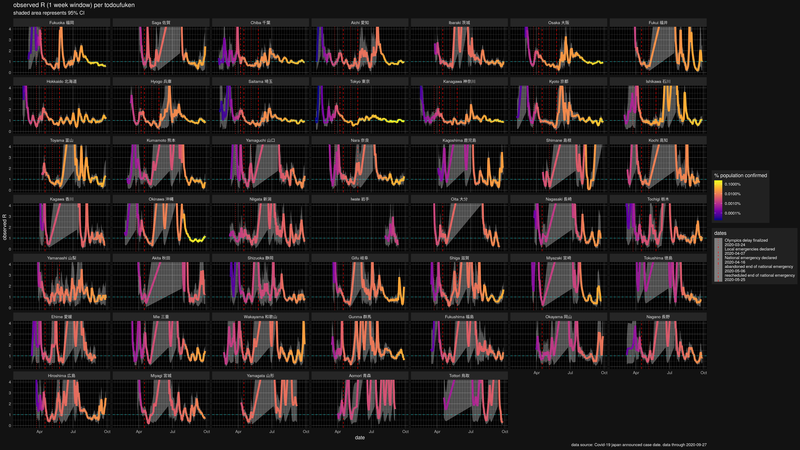 observed R (1 week window) per todoufuken
shaded area represents 95% CI
Fukuoka 福岡
Saga 佐賀
Chiba 千葉
Aichi 愛知
Ibaraki 茨城
Osaka 大阪
Fukui 福井
Hokkaido 北海道
Hyogo 兵庫
Saitama 埼玉
Tokyo 東京
Kanagawa 神奈川
Kyoto 京都
Ishikawa 石川
Toyama 富山
Kumamoto 熊本
Yamaguchi 山口
Nara 奈良
Kagoshima 鹿児島
Shimane 島根
Kochi 高知
Kagawa 香川
Okinawa 沖縄
Niigata 新潟
Iwate 岩手
Oita 大分
Nagasaki 長崎
Tochigi 栃木
Yamanashi 山梨
Akita 秋田
Shizuoka 静岡
Gifu 岐阜
Shiga 滋賀
Miyazaki 宮崎
Tokushima 徳島
Ehime 愛媛
Mie 三重
Wakayama 和歌山
Gunma 群馬
Fukushima 福島
Okayama 岡山
Nagano 長野
Hiroshima 広島
Miyagi 宮城
Yamagata 山形
Aomori 青森
Tottori 鳥取
observed R
date
Apr Jul Oct
% population confirmed
0.1000%
0.0100%
0.0010%
0.0001%
dates
Olympics delay finalized
2020-03-24
Local emergencies declared
2020-04-07
National emergency declared
2020-04-16
abandoned end of national emergency
2020-05-06
rescheduled end of national emergency
2020-05-25
data source: Covid-19 japan announced case date. data through 2020-09-27